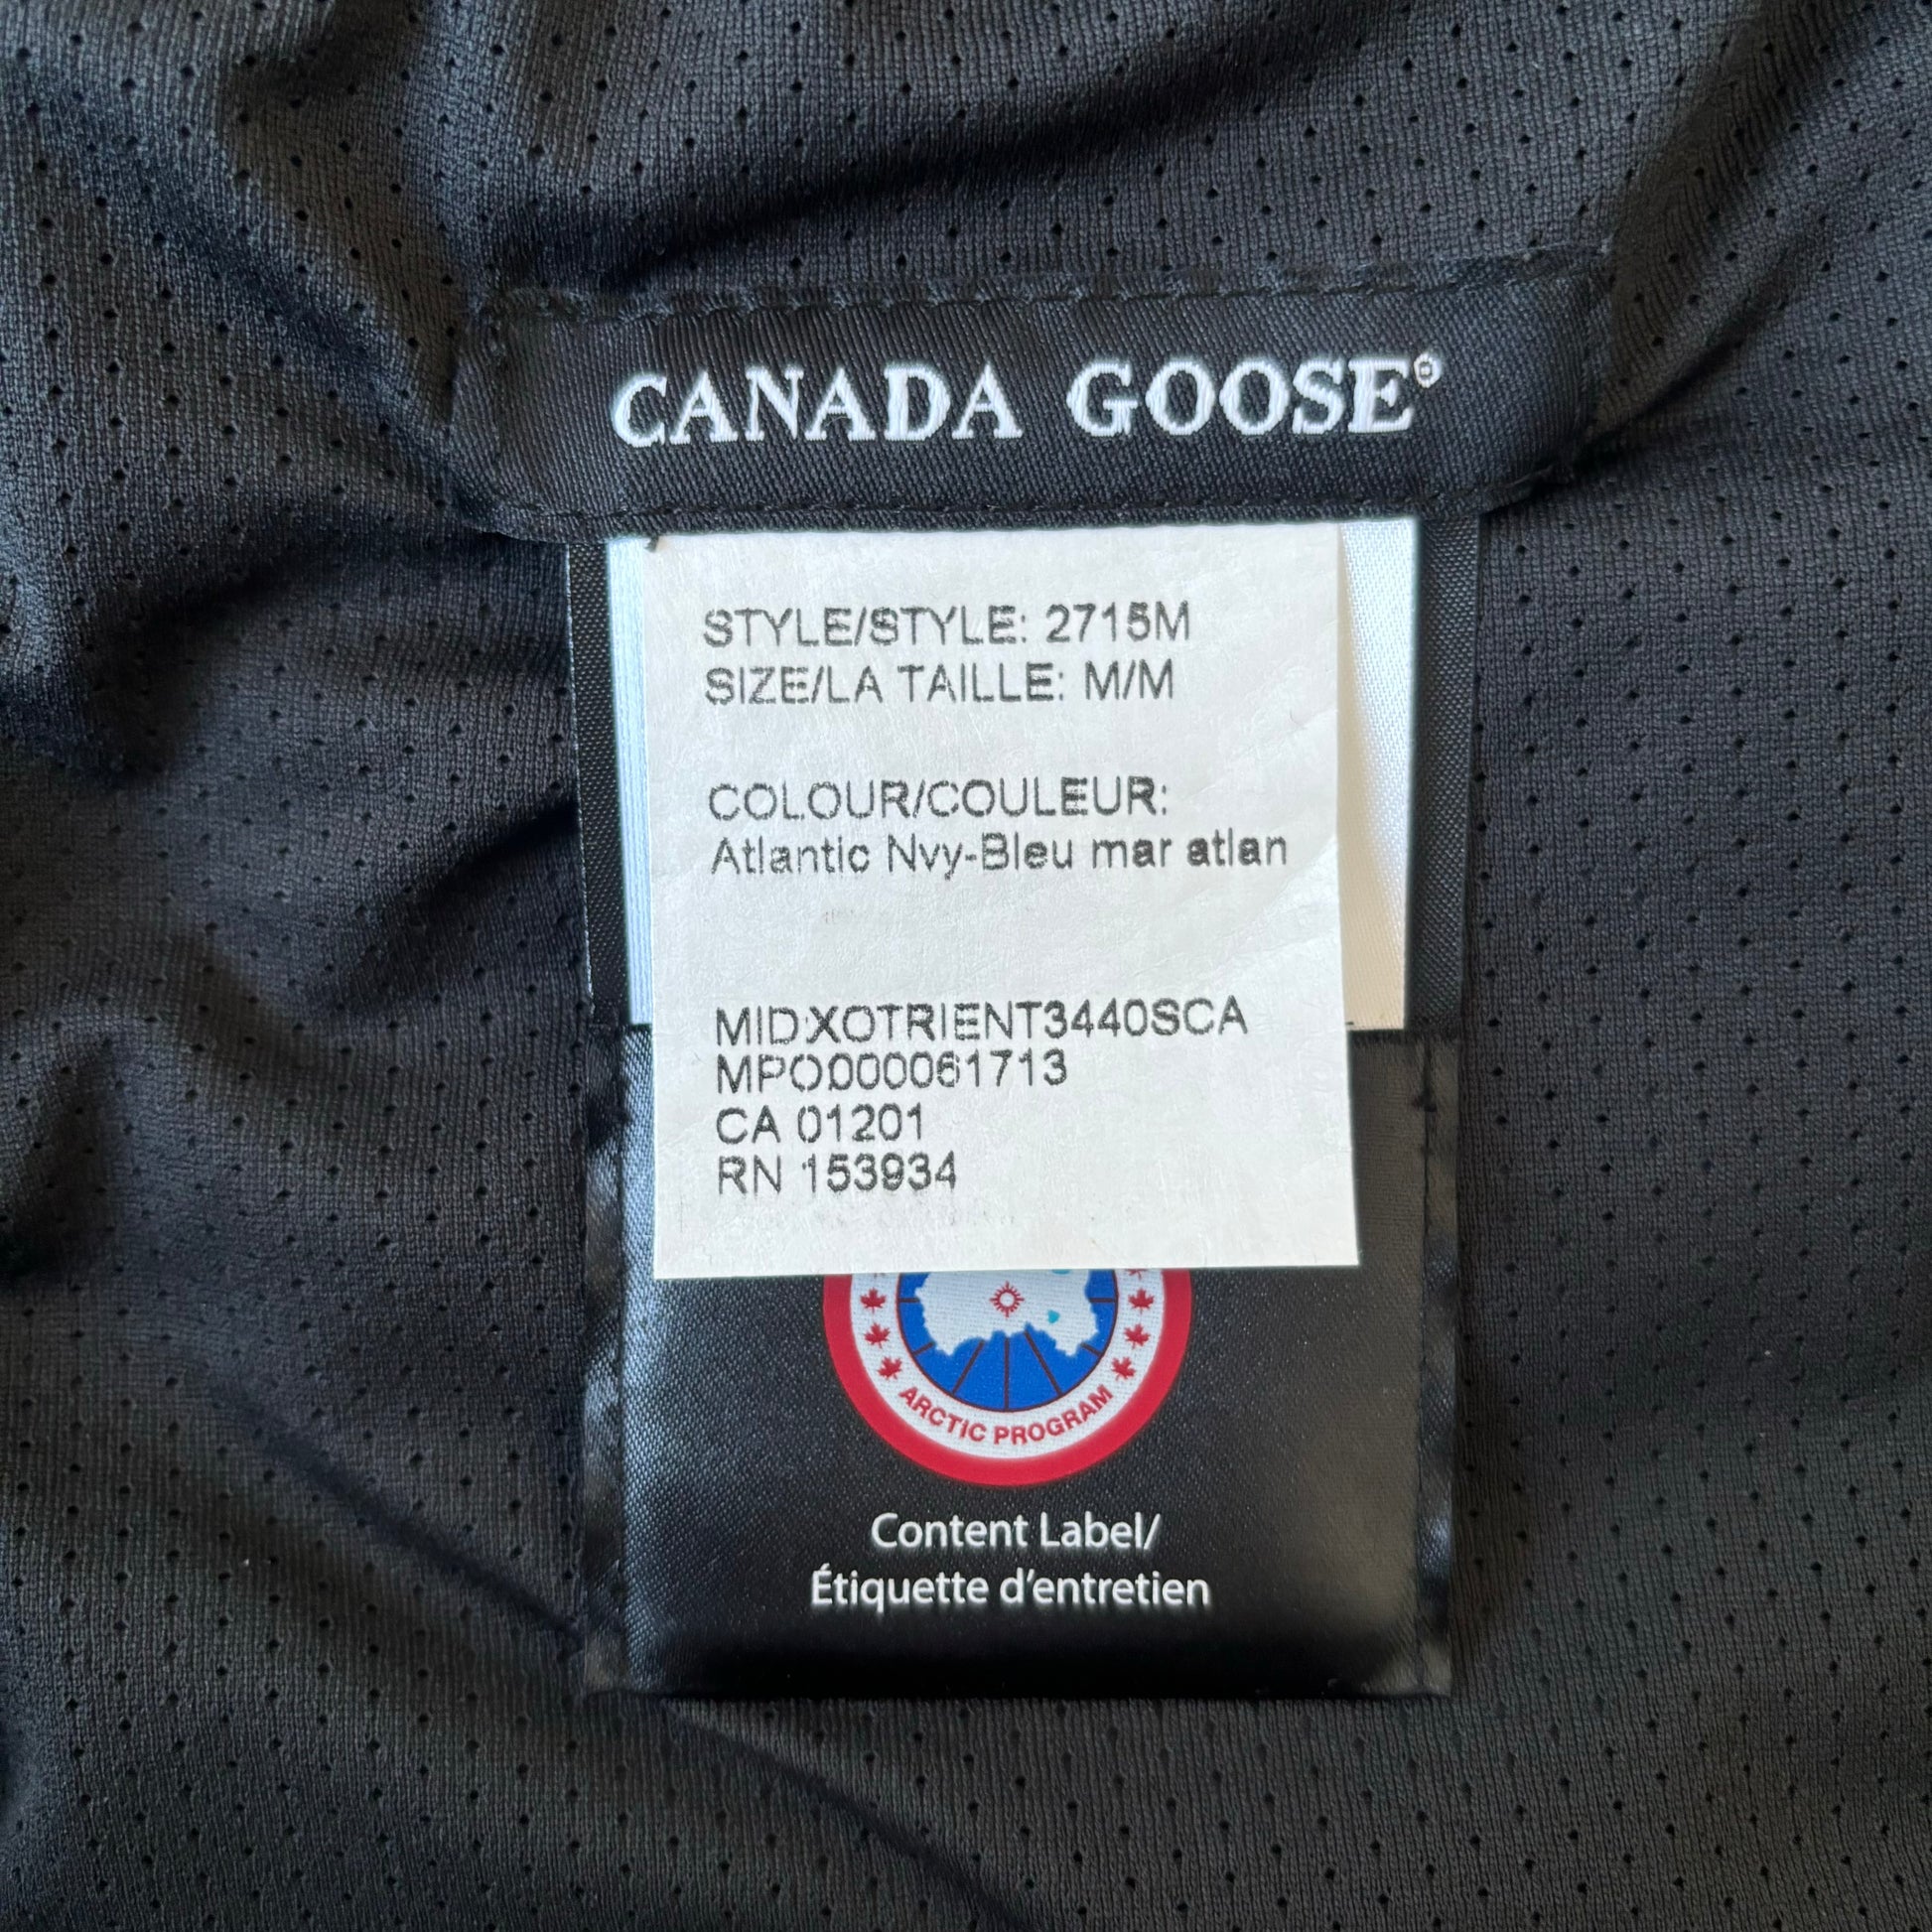 CANADA GOOSE®
STYLE/STYLE: 2715M
SIZE/LA TAILLE: M/M
COLOUR/COULEUR:
Atlantic Nvy-Bleu mar atlan
MIDXOTRIENT3440SCA
MPO000061713
CA 01201
RN 153934
ARCTIC PROGRAM
Content Label/
Étiquette d'entretien